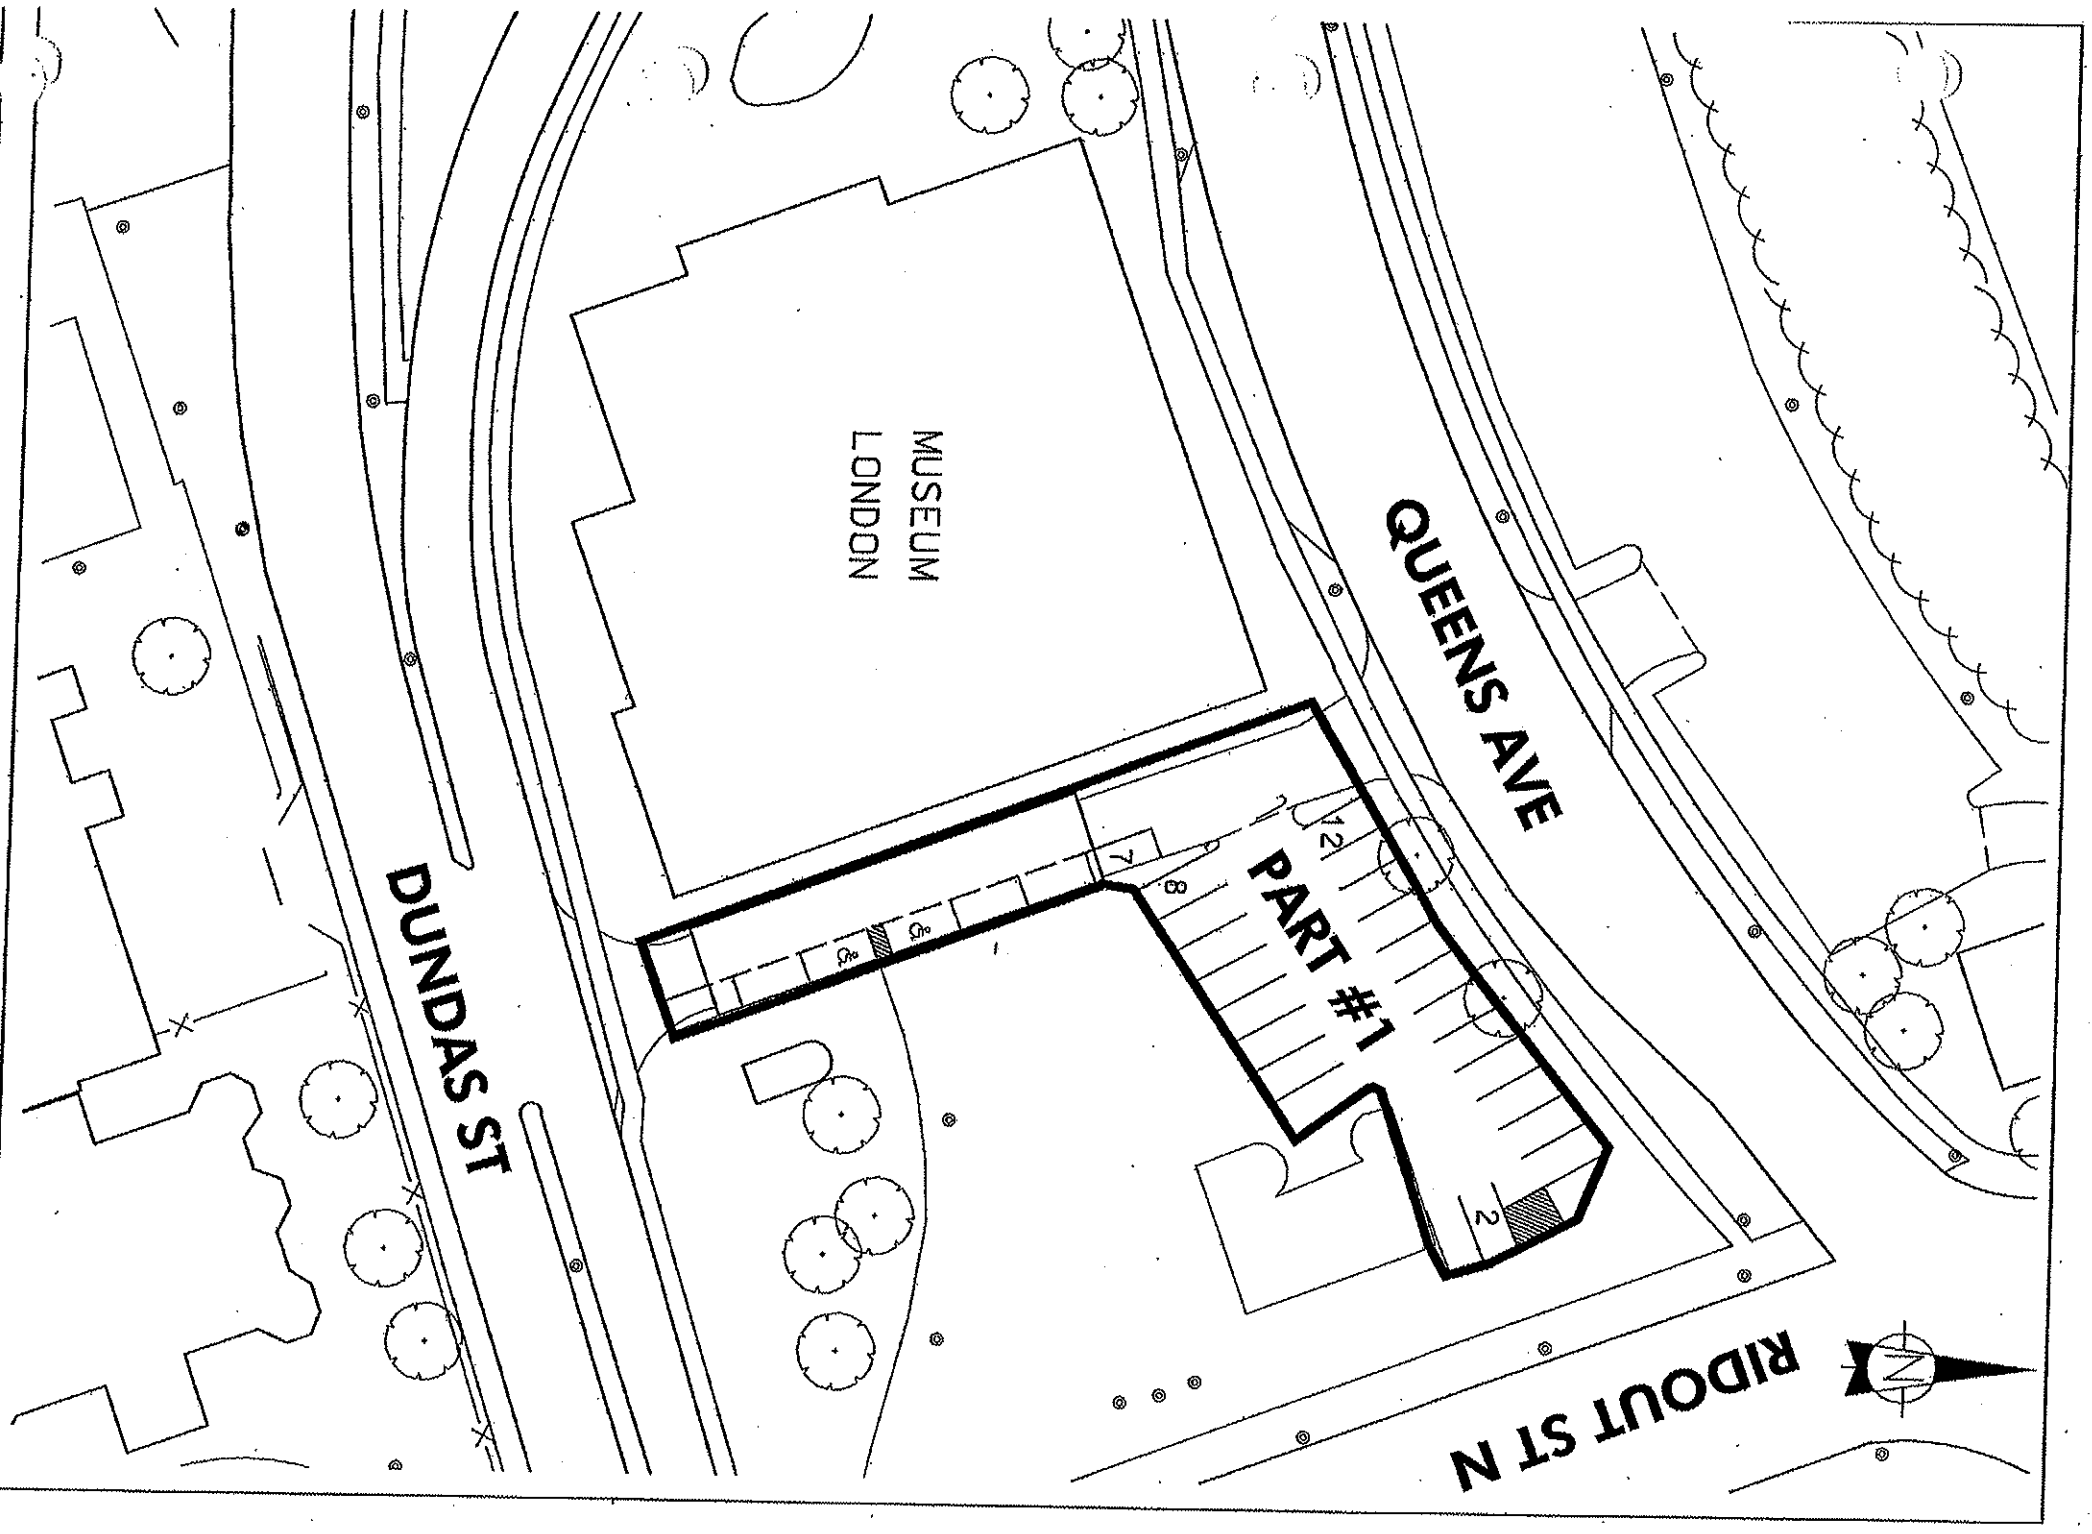 MUSEUM
LONDON
QUEENS AVE
DUNDAS ST
PART #1
12
7
8
2
RIDOUT ST N
N